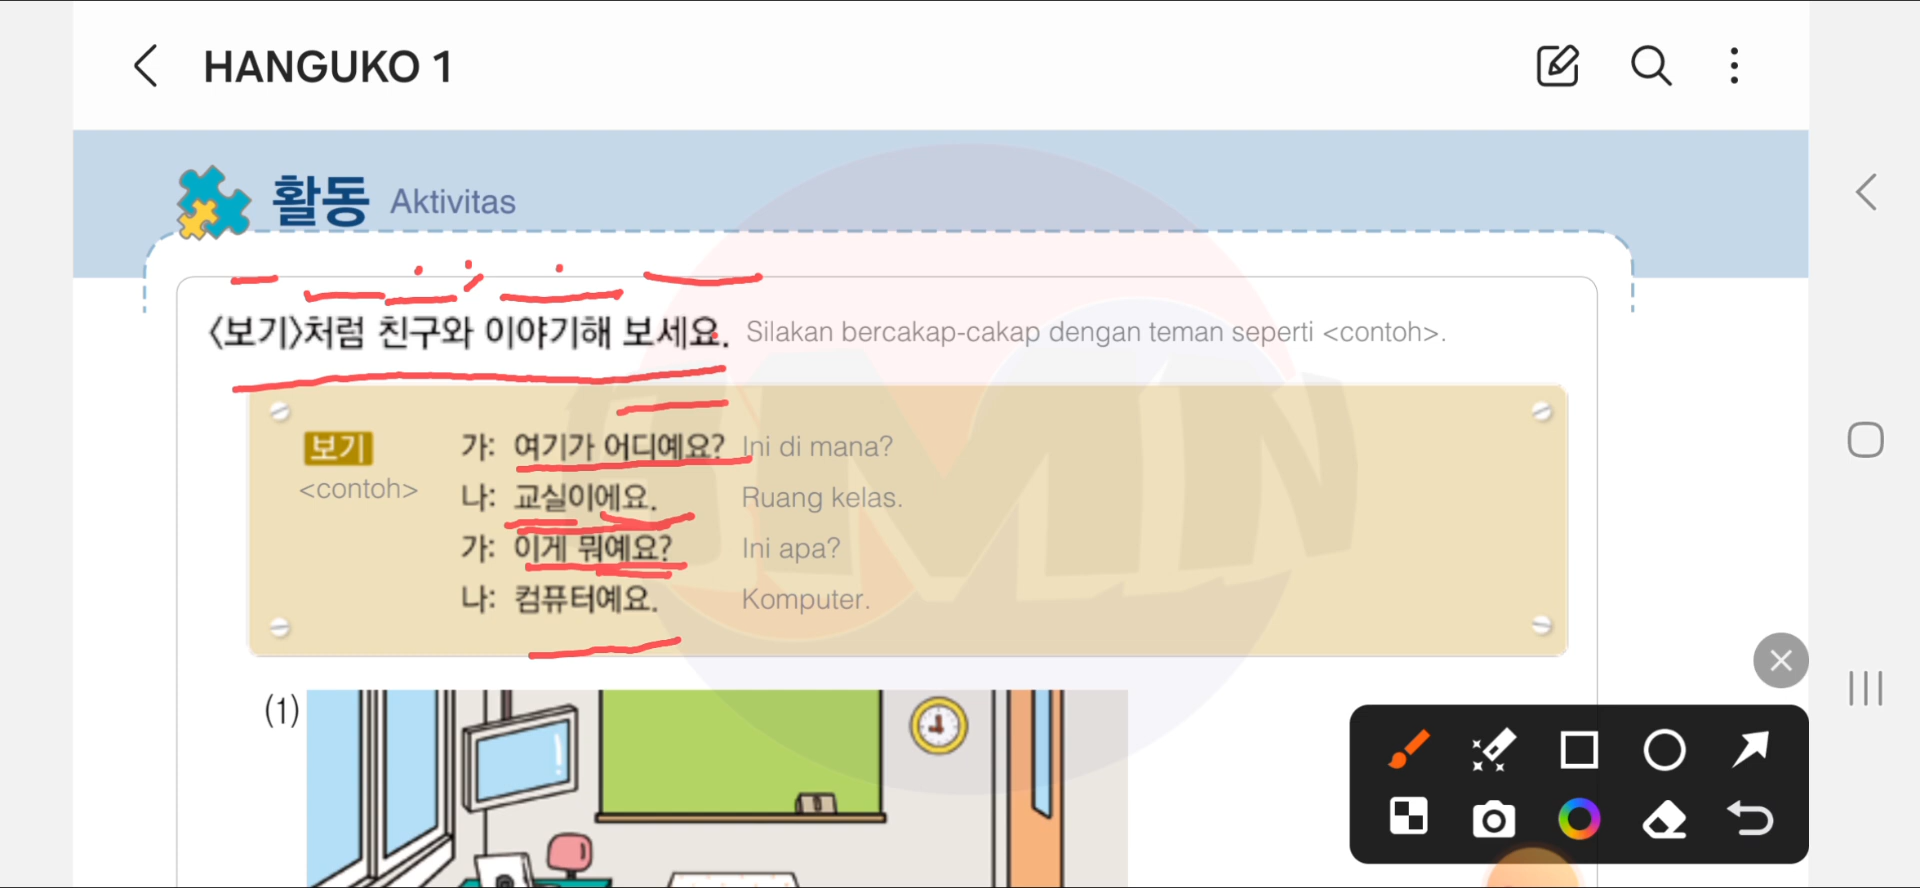 HANGUKO 1
활동 Aktivitas
〈보기〉처럼 친구와 이야기해 보세요. Silakan bercakap-cakap dengan teman seperti <contoh>.
보기 가: 여기가 어디예요? Ini di mana?
<contoh> 나: 교실이에요. Ruang kelas.
가: 이게 뭐예요? Ini apa?
나: 컴퓨터예요. Komputer.
(1)